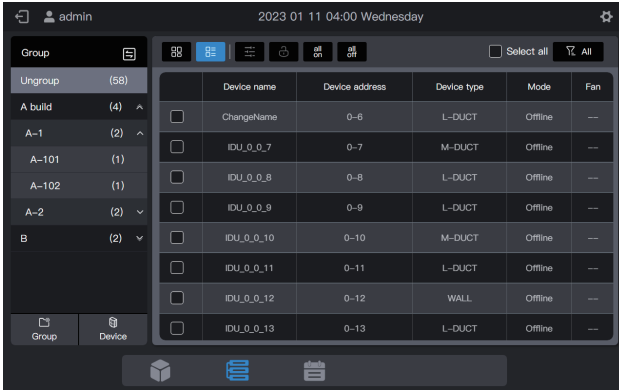 admin 2023 01 11 04:00 Wednesday
Group all on all off Select all All
Ungroup (58)
A build (4)
A-1 (2)
A-101 (1)
A-102 (1)
A-2 (2)
B (2)
Group Device
Device name Device address Device type Mode Fan
ChangeName 0-6 L-DUCT Offline --
IDU_0_0_7 0-7 M-DUCT Offline --
IDU_0_0_8 0-8 L-DUCT Offline --
IDU_0_0_9 0-9 L-DUCT Offline --
IDU_0_0_10 0-10 M-DUCT Offline --
IDU_0_0_11 0-11 L-DUCT Offline --
IDU_0_0_12 0-12 WALL Offline --
IDU_0_0_13 0-13 L-DUCT Offline --